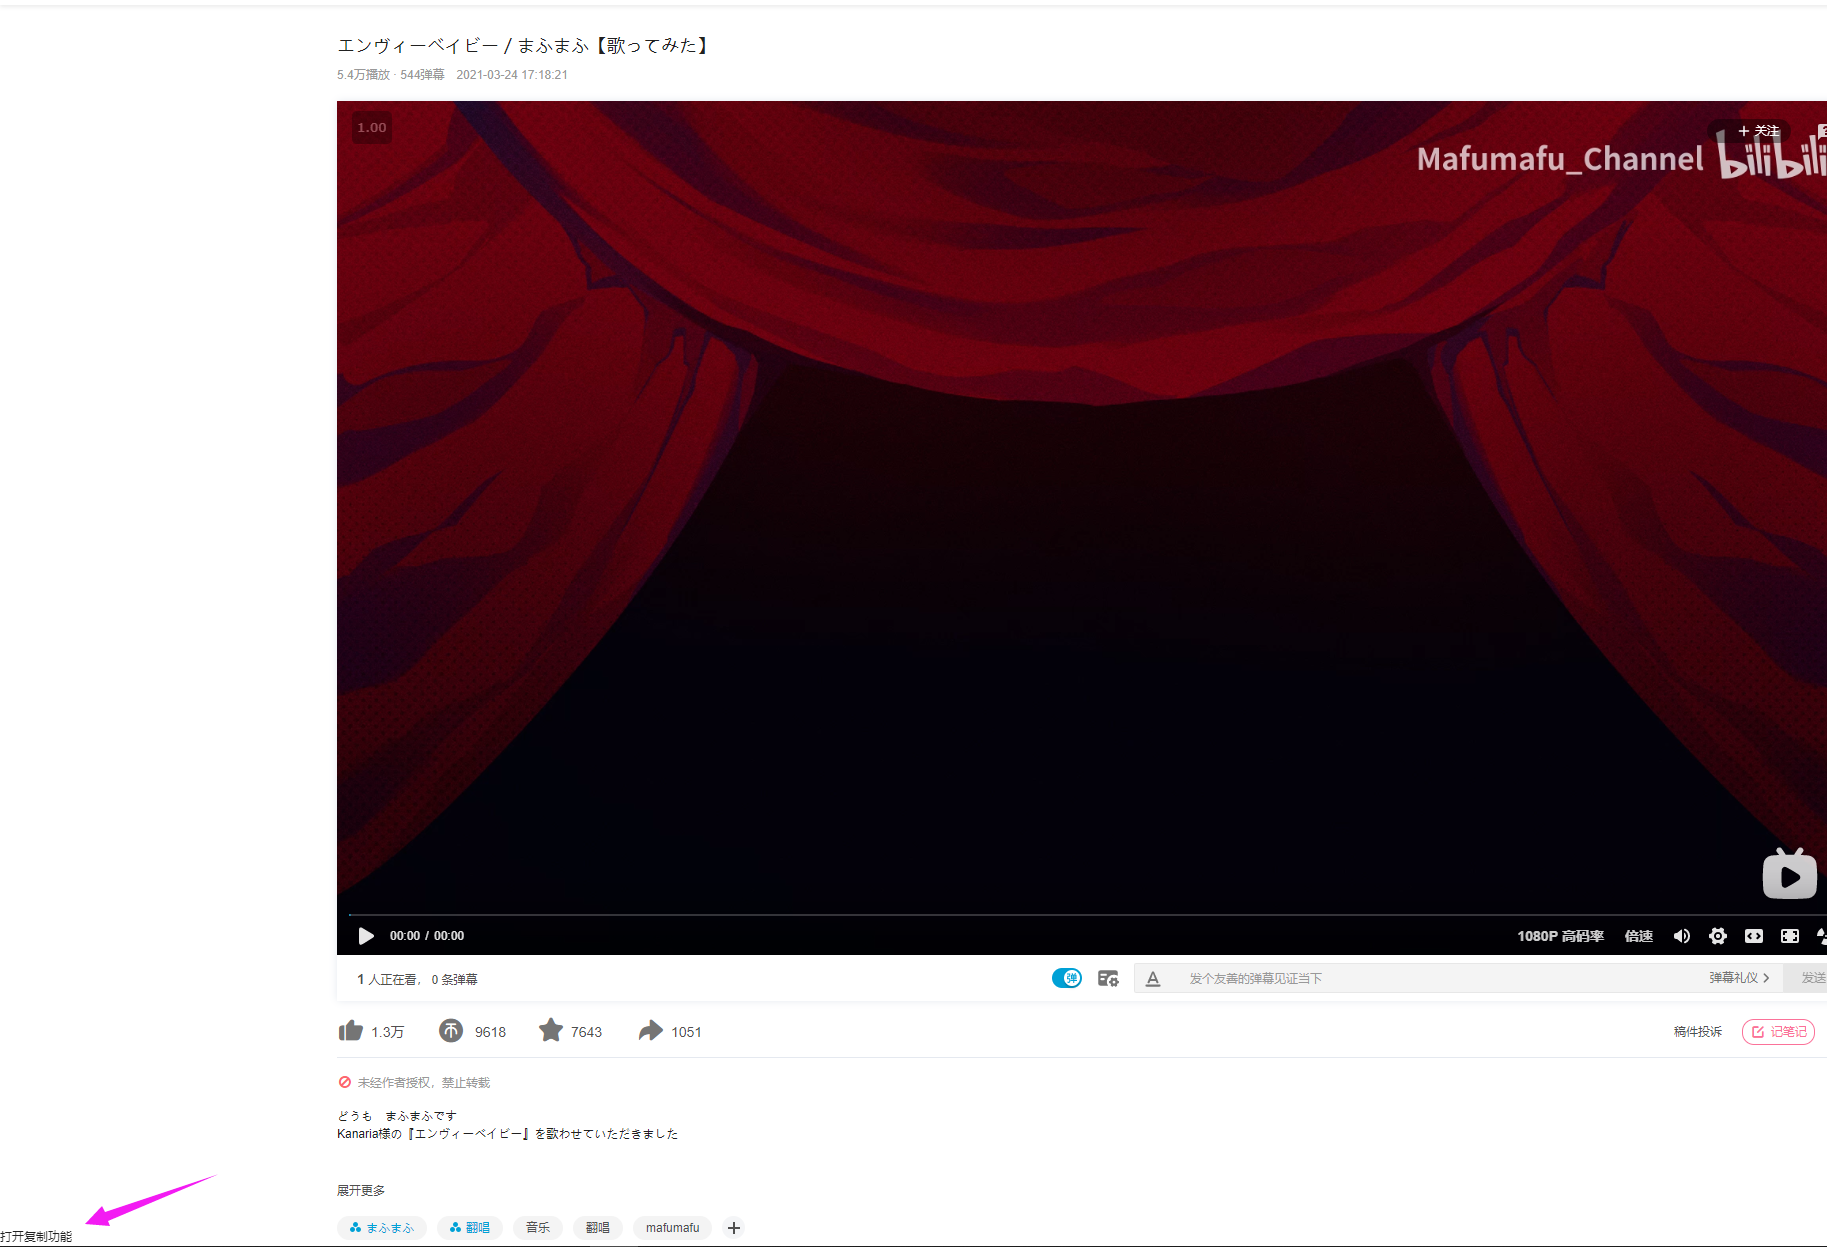 エンヴィーベイビー / まふまふ【歌ってみた】
5.4万播放 · 544弹幕 2021-03-24 17:18:21
1.00
+ 关注
Mafumafu_Channel bilibili
00:00 / 00:00
1080P 高码率 倍速
1 人正在看， 0 条弹幕
弹
A 发个友善的弹幕见证当下
弹幕礼仪 >
发送
1.3万 9618 7643 1051
稿件投诉 记笔记
未经作者授权，禁止转载
どうも　まふまふです
Kanaria様の『エンヴィーベイビー』を歌わせていただきました
展开更多
まふまふ 翻唱 音乐 翻唱 mafumafu +
打开复制功能